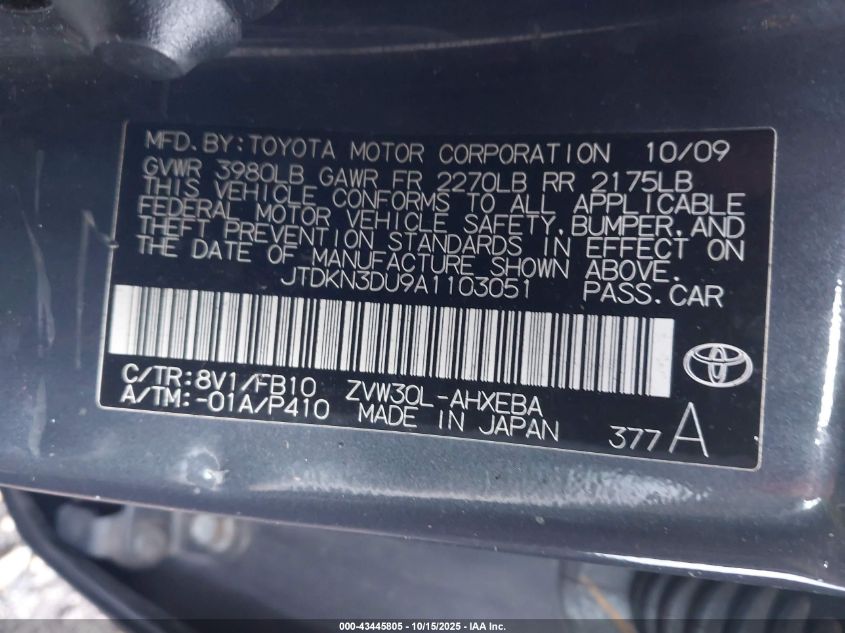 MFD.BY:TOYOTA MOTOR CORPORATION 10/09
GVWR 3980LB GAWR FR 2270LB RR 2175LB
THIS VEHICLE CONFORMS TO ALL APPLICABLE
FEDERAL MOTOR VEHICLE SAFETY,BUMPER,AND
THEFT PREVENTION STANDARDS IN EFFECT ON
THE DATE OF MANUFACTURE SHOWN ABOVE.
JTDKN3DU9A1103051 PASS.CAR
C/TR:8V1/FB10 ZVW30L-AHXEBA
A/TM:-01A/P410 MADE IN JAPAN 377 A
000-43445805 - 10/15/2025 - IAA Inc.